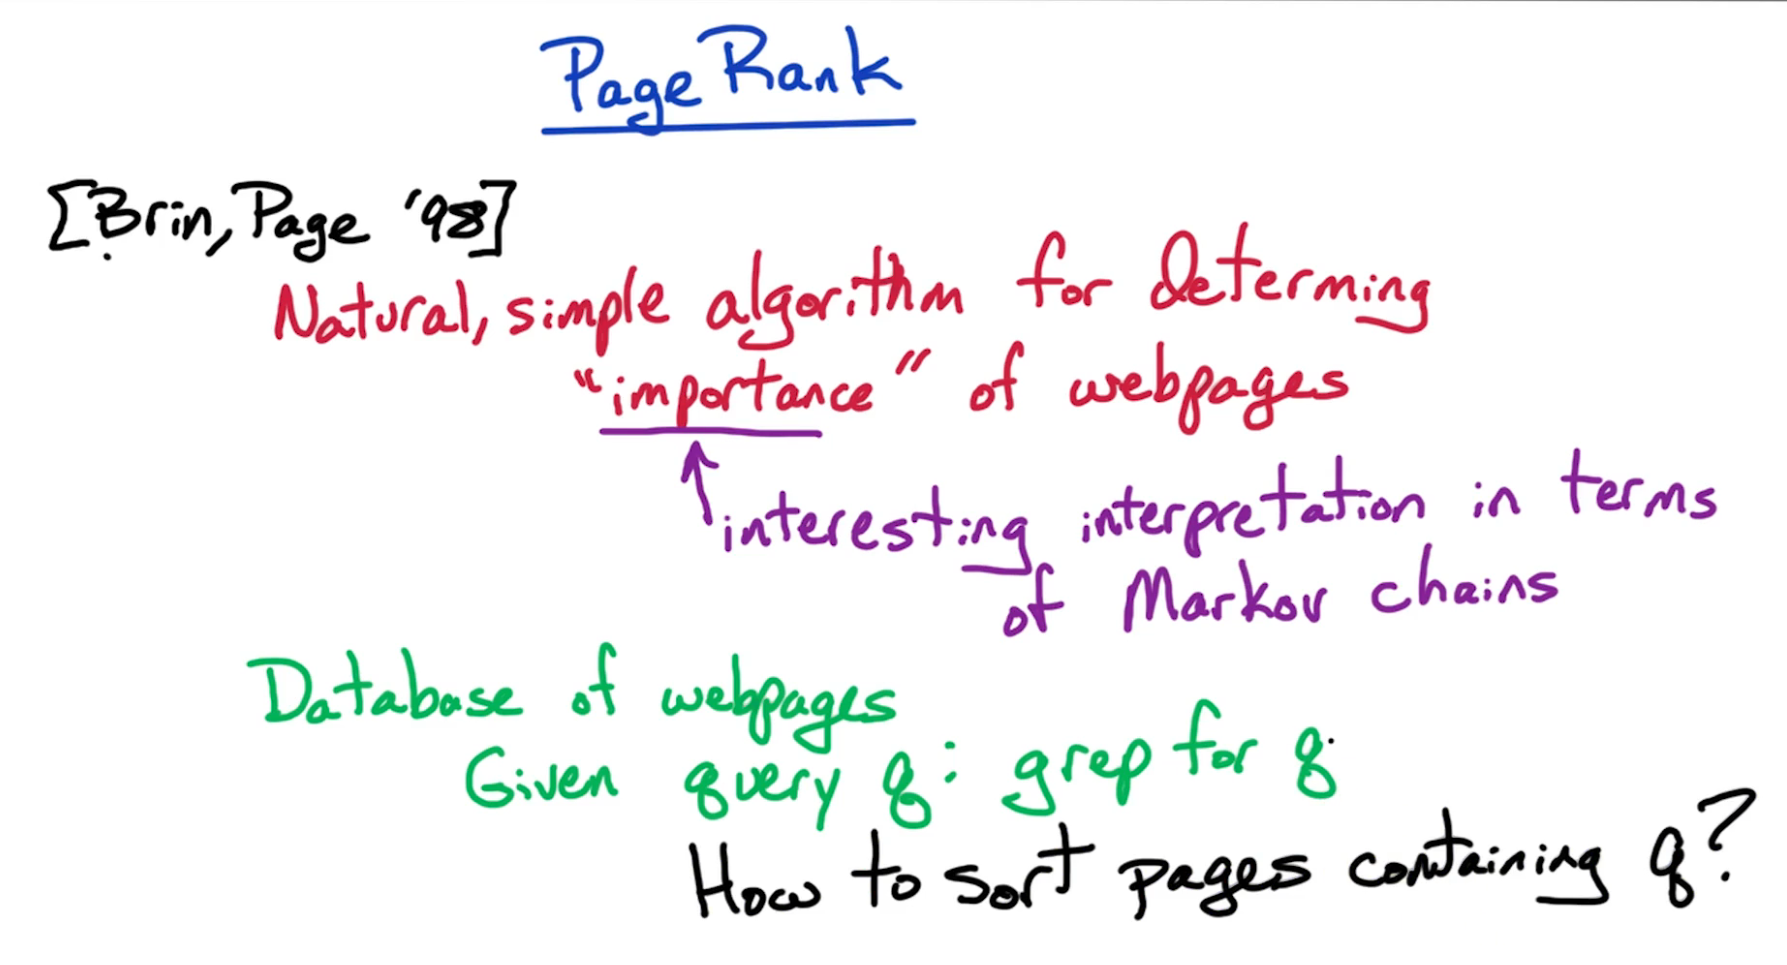 PageRank
[Brin, Page '98]
Natural, simple algorithm for determing
"importance" of webpages
interesting interpretation in terms
of Markov chains
Database of webpages
Given query q: grep for q
How to sort pages containing q?